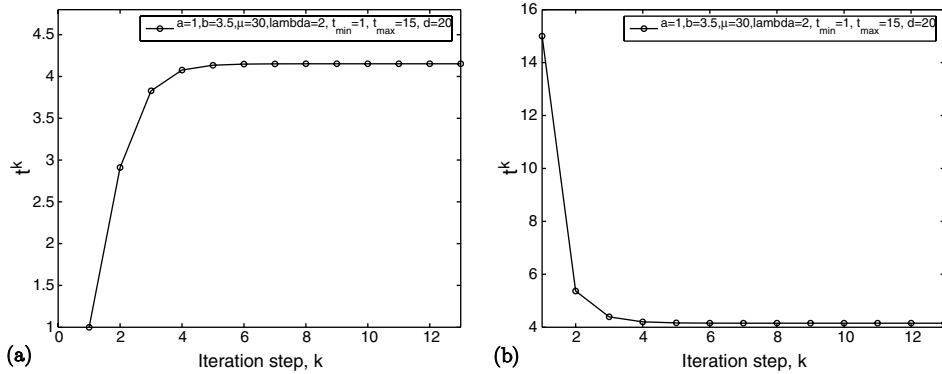 a=1,b=3.5,μ=30,lambda=2, t_min=1, t_max=15, d=20
4.5
4
3.5
3
2.5
2
1.5
1
t^k
0 2 4 6 8 10 12
Iteration step, k
(a)
a=1,b=3.5,μ=30,lambda=2, t_min=1, t_max=15, d=20
16
14
12
10
8
6
4
t^k
2 4 6 8 10 12
Iteration step, k
(b)